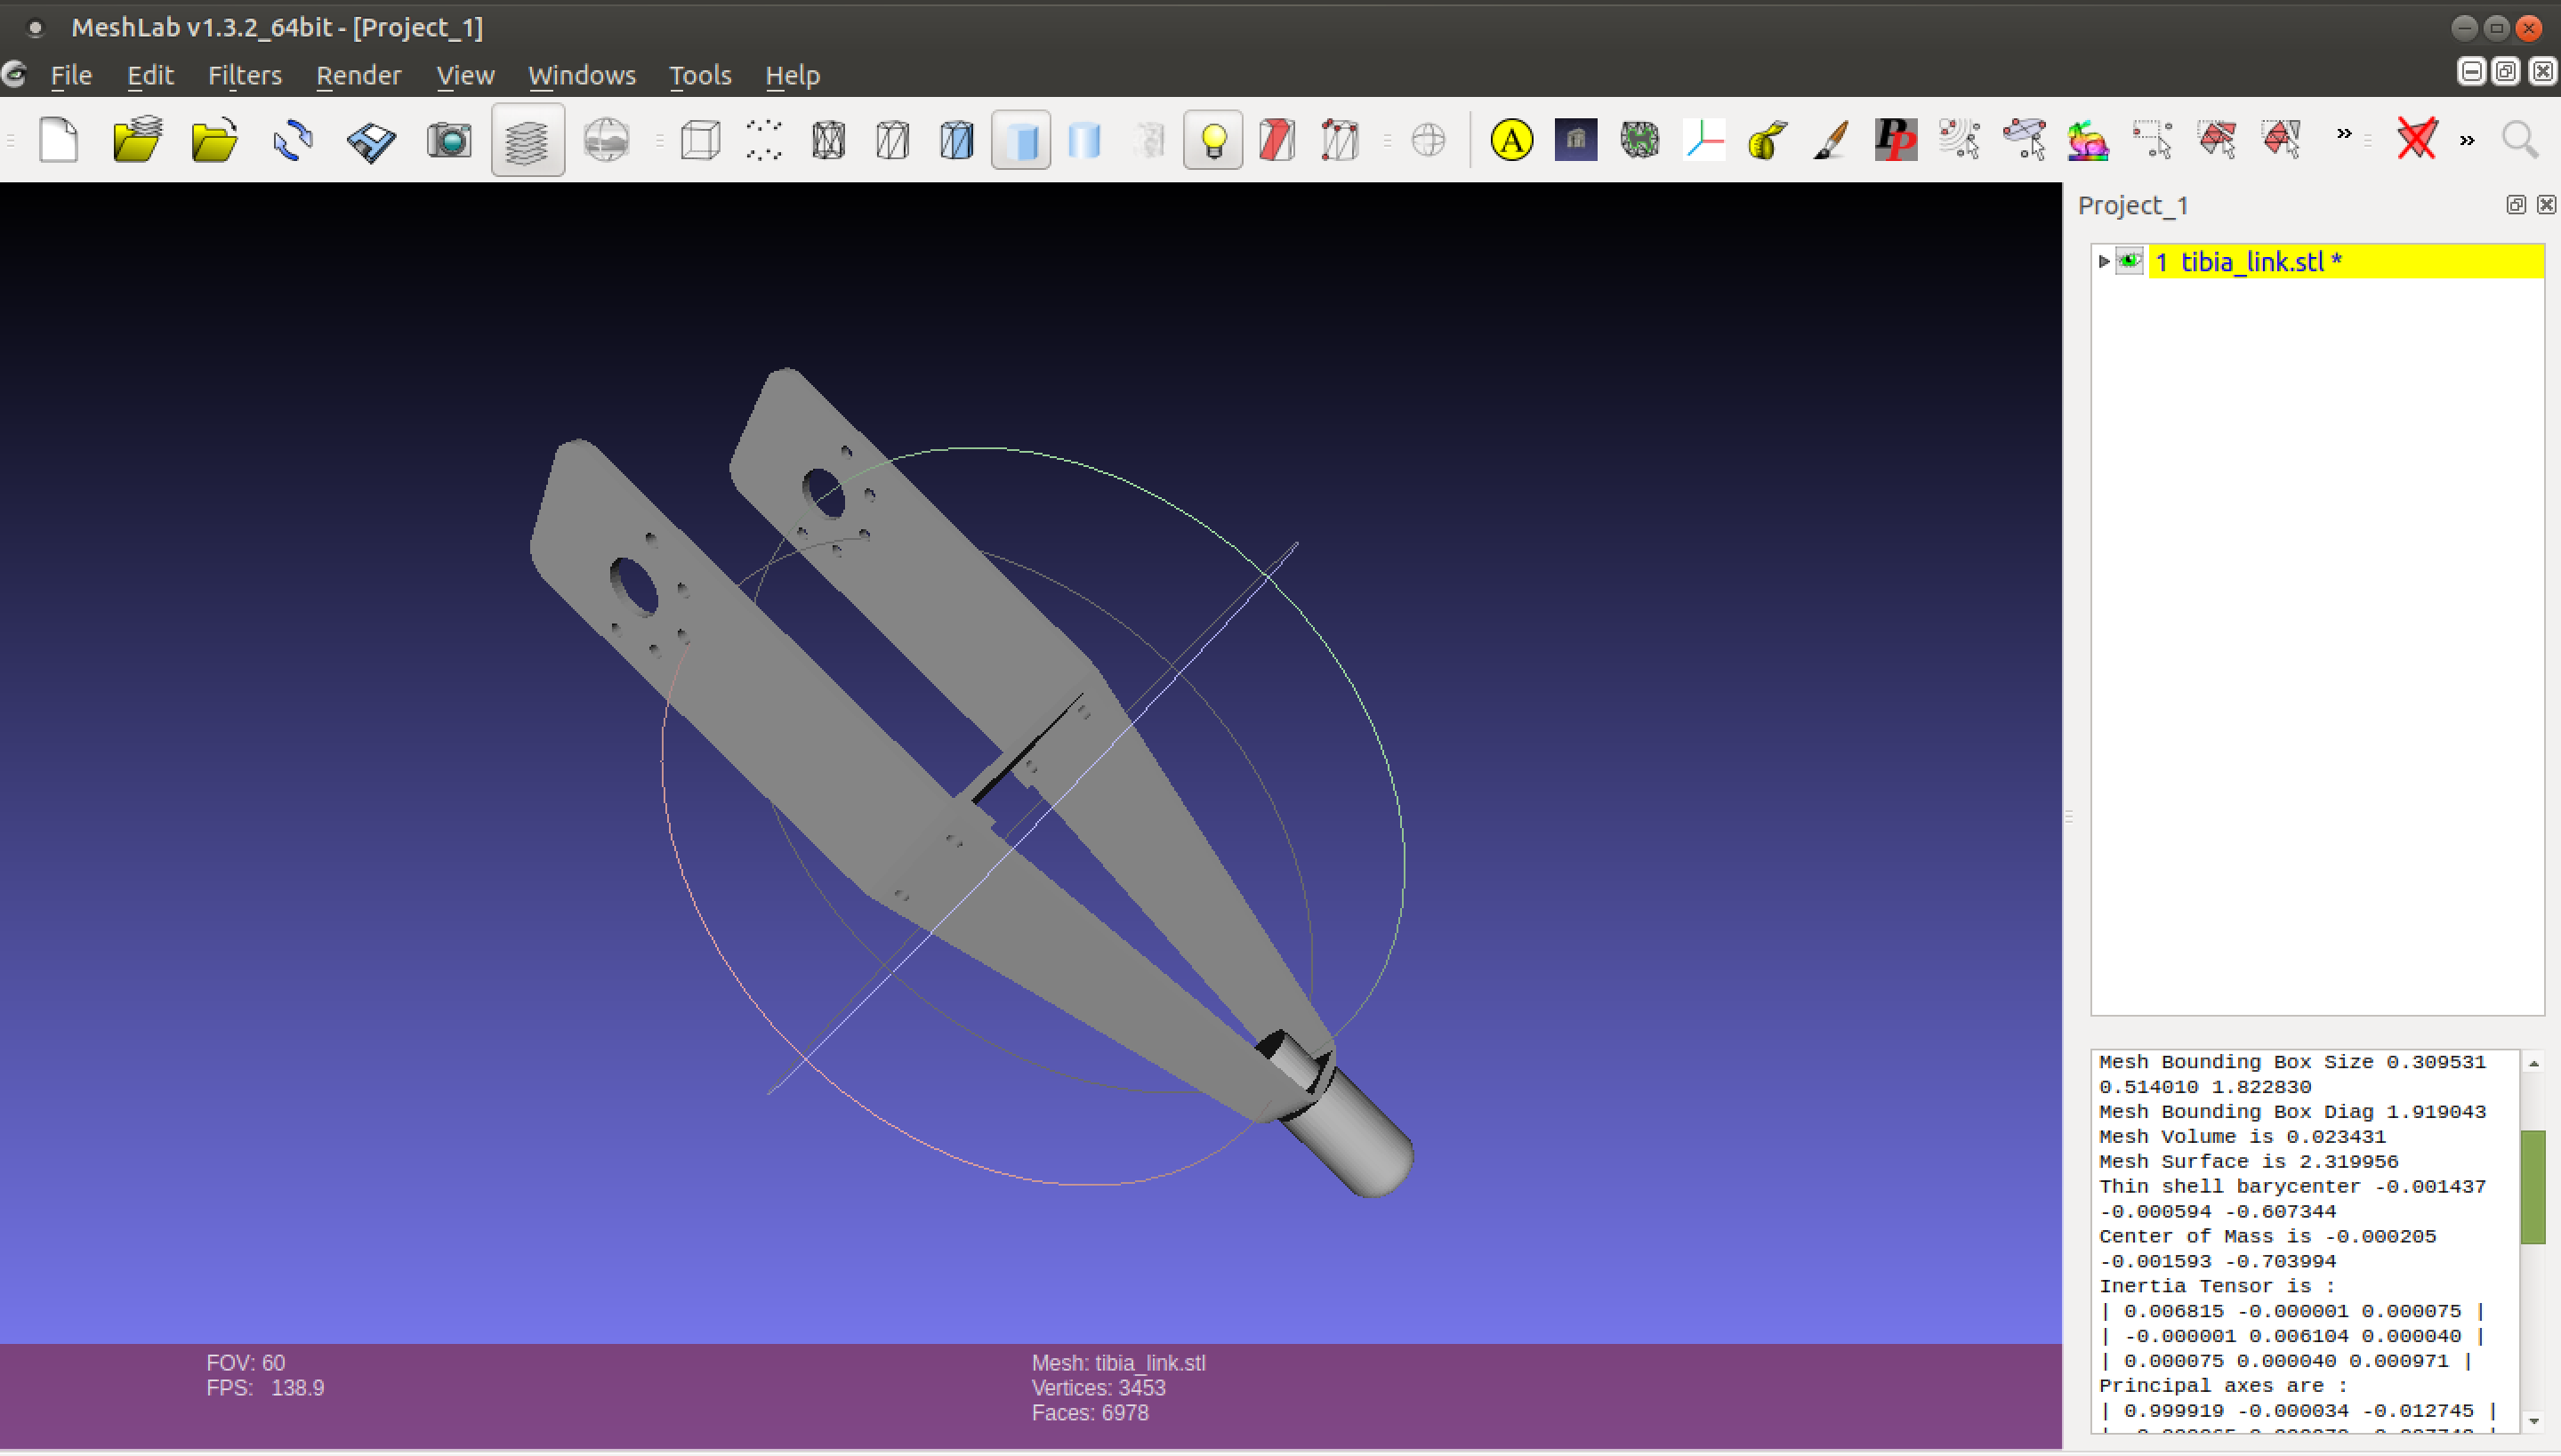 MeshLab v1.3.2_64bit - [Project_1]
File Edit Filters Render View Windows Tools Help
A
PP
Project_1
1 tibia_link.stl *
Mesh Bounding Box Size 0.309531
0.514010 1.822830
Mesh Bounding Box Diag 1.919043
Mesh Volume is 0.023431
Mesh Surface is 2.319956
Thin shell barycenter -0.001437
-0.000594 -0.607344
Center of Mass is -0.000205
-0.001593 -0.703994
Inertia Tensor is :
| 0.006815 -0.000001 0.000075 |
| -0.000001 0.006104 0.000040 |
| 0.000075 0.000040 0.000971 |
Principal axes are :
| 0.999919 -0.000034 -0.012745 |
FOV: 60
FPS: 138.9
Mesh: tibia_link.stl
Vertices: 3453
Faces: 6978